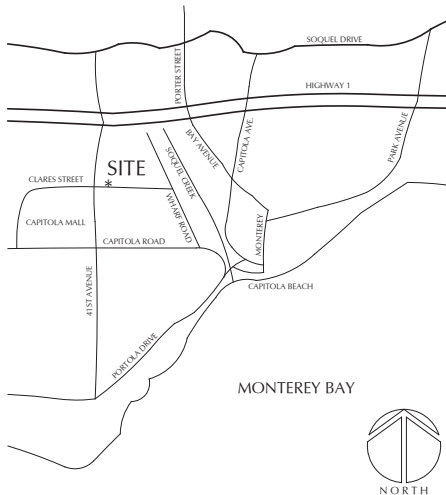 SOQUEL DRIVE
PORTER STREET
HIGHWAY 1
BAY AVENUE
CAPITOLA AVE.
PARK AVENUE
SITE
*
CLARES STREET
SOQUEL CREEK
WHARF ROAD
CAPITOLA MALL
CAPITOLA ROAD
MONTEREY
41ST AVENUE
CAPITOLA BEACH
PORTOLA DRIVE
MONTEREY BAY
NORTH